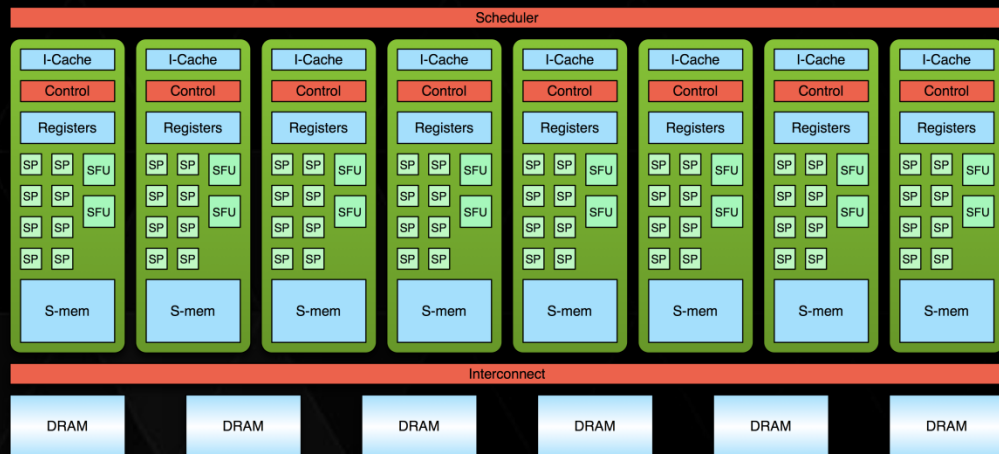 Scheduler
I-Cache I-Cache I-Cache I-Cache I-Cache I-Cache I-Cache I-Cache
Control Control Control Control Control Control Control Control
Registers Registers Registers Registers Registers Registers Registers Registers
SP SP SFU SP SP SFU SP SP SFU SP SP SFU SP SP SFU SP SP SFU SP SP SFU SP SP SFU
SP SP SFU SP SP SFU SP SP SFU SP SP SFU SP SP SFU SP SP SFU SP SP SFU SP SP SFU
SP SP SP SP SP SP SP SP SP SP SP SP SP SP SP SP
SP SP SP SP SP SP SP SP SP SP SP SP SP SP SP SP
S-mem S-mem S-mem S-mem S-mem S-mem S-mem S-mem
Interconnect
DRAM DRAM DRAM DRAM DRAM DRAM